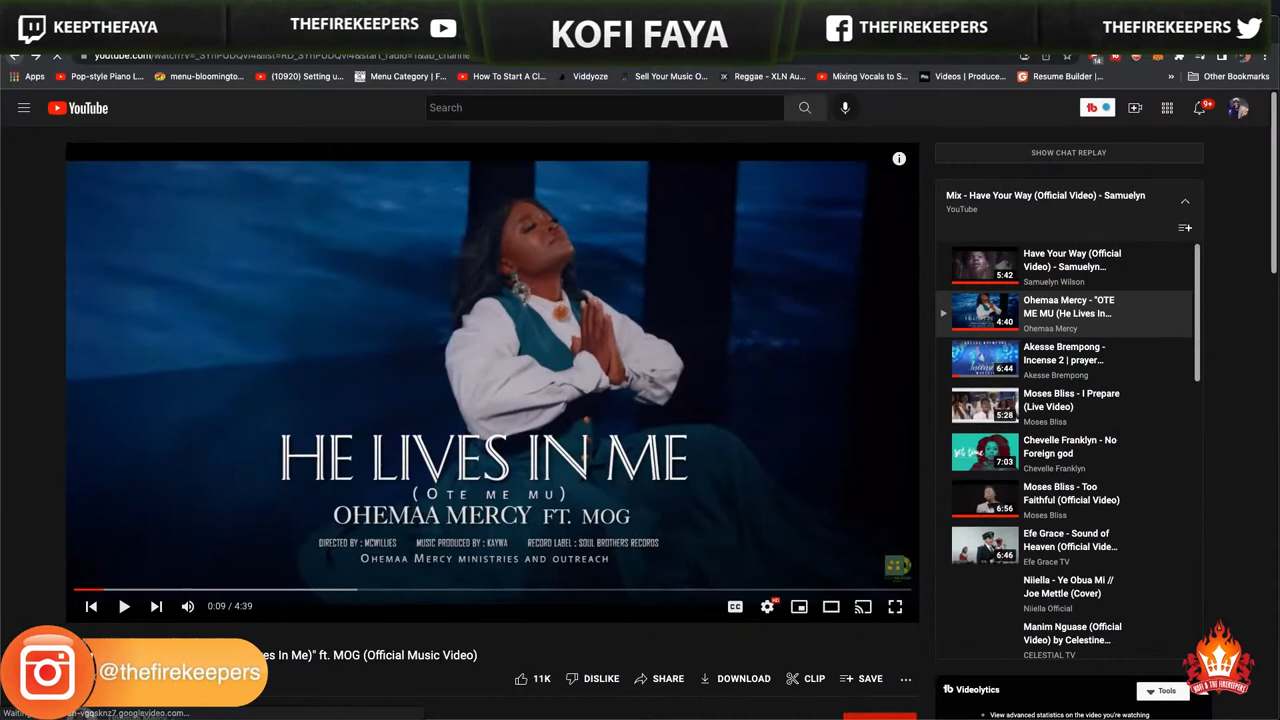 KEEPTHEFAYA
THEFIREKEEPERS
KOFI FAYA
THEFIREKEEPERS
THEFIREKEEPERS
Apps
Pop-style Piano L...
menu-bloomington...
(10920) Setting u...
Menu Category | F...
How To Start A Cl...
Viddyoze
Sell Your Music O...
Reggae - XLN Au...
Mixing Vocals to S...
Videos | Produce...
Resume Builder |...
»
Other Bookmarks
YouTube
Search
9+
HE LIVES IN ME
(OTE ME MU)
OHEMAA MERCY FT. MOG
DIRECTED BY : MCWILLIES MUSIC PRODUCED BY : KAYWA RECORD LABEL : SOUL BROTHERS RECORDS
OHEMAA MERCY MINISTRIES AND OUTREACH
0:09 / 4:39
CC
HD
es In Me)" ft. MOG (Official Music Video)
@thefirekeepers
11K
DISLIKE
SHARE
DOWNLOAD
CLIP
SAVE
...
SHOW CHAT REPLAY
Mix - Have Your Way (Official Video) - Samuelyn
YouTube
5:42
Have Your Way (Official
Video) - Samuelyn...
Samuelyn Wilson
4:40
Ohemaa Mercy - "OTE
ME MU (He Lives In...
Ohemaa Mercy
6:44
Akesse Brempong -
Incense 2 | prayer...
Akesse Brempong
5:28
Moses Bliss - I Prepare
(Live Video)
Moses Bliss
7:03
Chevelle Franklyn - No
Foreign god
Chevelle Franklyn
6:56
Moses Bliss - Too
Faithful (Official Video)
Moses Bliss
6:46
Efe Grace - Sound of
Heaven (Official Vide...
Efe Grace TV
Niiella - Ye Obua Mi //
Joe Mettle (Cover)
Niiella Official
Manim Nguase (Official
Video) by Celestine...
CELESTIAL TV
KOFI & THE FIREKEEPERS
Videolytics
Tools
View advanced statistics on the video you're watching